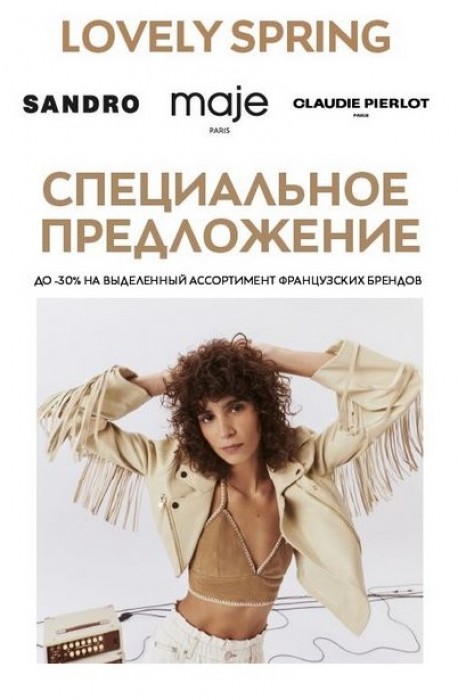 LOVELY SPRING
SANDRO
maje
PARIS
CLAUDIE PIERLOT
PARIS
СПЕЦИАЛЬНОЕ
ПРЕДЛОЖЕНИЕ
ДО -30% НА ВЫДЕЛЕННЫЙ АССОРТИМЕНТ ФРАНЦУЗСКИХ БРЕНДОВ